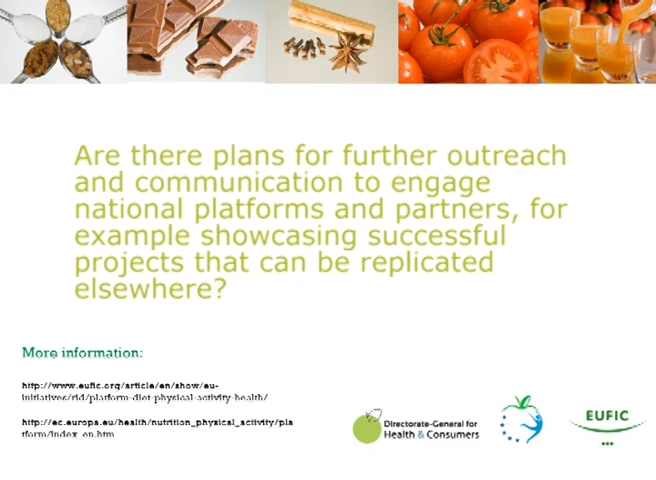 Are there plans for further outreach
and communication to engage
national platforms and partners, for
example showcasing successful
projects that can be replicated
elsewhere?
More information:
http://www.eufic.org/article/en/show/eu-
initiatives/rid/platform-diet-physical-activity-health/
http://ec.europa.eu/health/nutrition_physical_activity/pla
tform/index_en.htm
Directorate-General for
Health & Consumers
EUFIC